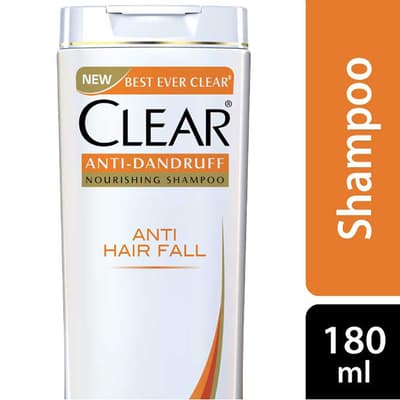 NEW BEST EVER CLEAR*
CLEAR®
ANTI-DANDRUFF
NOURISHING SHAMPOO
ANTI
HAIR FALL
Shampoo
180
ml